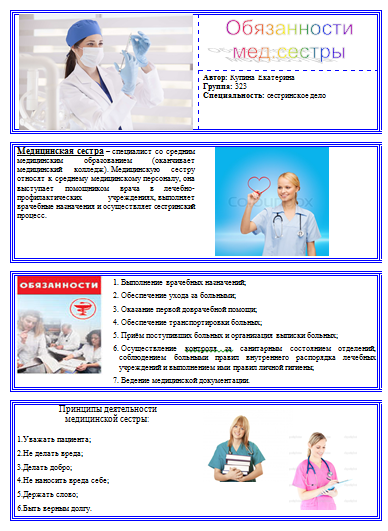 Обязанности
мед.сестры
Автор: Купина Екатерина
Группа: 323
Специальность: сестринское дело
Медицинская сестра – специалист со средним
медицинским образованием (оканчивает
медицинский колледж). Медицинскую сестру
относят к среднему медицинскому персоналу, она
выступает помощником врача в лечебно-
профилактических учреждениях, выполняет
врачебные назначения и осуществляет сестринский
процесс.
ОБЯЗАННОСТИ
1. Выполнение врачебных назначений;
2. Обеспечение ухода за больными;
3. Оказание первой доврачебной помощи;
4. Обеспечение транспортировки больных;
5. Приём поступивших больных и организация выписки больных;
6. Осуществление контроля за санитарным состоянием отделений,
соблюдением больными правил внутреннего распорядка лечебных
учреждений и выполнением ими правил личной гигиены;
7. Ведение медицинской документации.
Принципы деятельности
медицинской сестры:
1.Уважать пациента;
2.Не делать вреда;
3.Делать добро;
4.Не наносить вреда себе;
5.Держать слово;
6.Быть верным долгу.